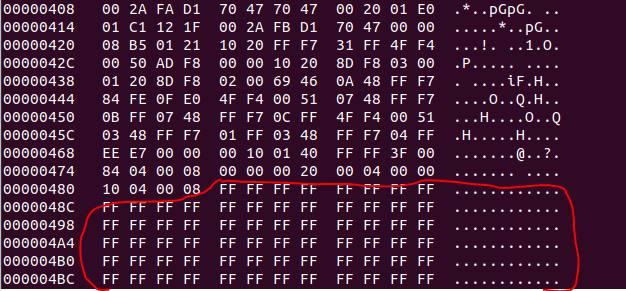 00000408 00 2A FA D1 70 47 70 47 00 20 01 E0 .*..pGpG. ..
00000414 01 C1 12 1F 00 2A FB D1 70 47 00 00 .....*..pG..
00000420 08 B5 01 21 10 20 FF F7 31 FF 4F F4 ...!. ..1.O.
0000042C 00 50 AD F8 00 00 10 20 8D F8 03 00 .P..... ....
00000438 01 20 8D F8 02 00 69 46 0A 48 FF F7 . ....iF.H..
00000444 84 FE 0F E0 4F F4 00 51 07 48 FF F7 ....O..Q.H..
00000450 0B FF 07 48 FF F7 0C FF 4F F4 00 51 ...H....O..Q
0000045C 03 48 FF F7 01 FF 03 48 FF F7 04 FF .H.....H....
00000468 EE E7 00 00 00 10 01 40 FF FF 3F 00 .......@..?.
00000474 84 04 00 08 00 00 00 20 00 04 00 00 ....... ....
00000480 10 04 00 08 FF FF FF FF FF FF FF FF ............
0000048C FF FF FF FF FF FF FF FF FF FF FF FF ............
00000498 FF FF FF FF FF FF FF FF FF FF FF FF ............
000004A4 FF FF FF FF FF FF FF FF FF FF FF FF ............
000004B0 FF FF FF FF FF FF FF FF FF FF FF FF ............
000004BC FF FF FF FF FF FF FF FF FF FF FF FF ............